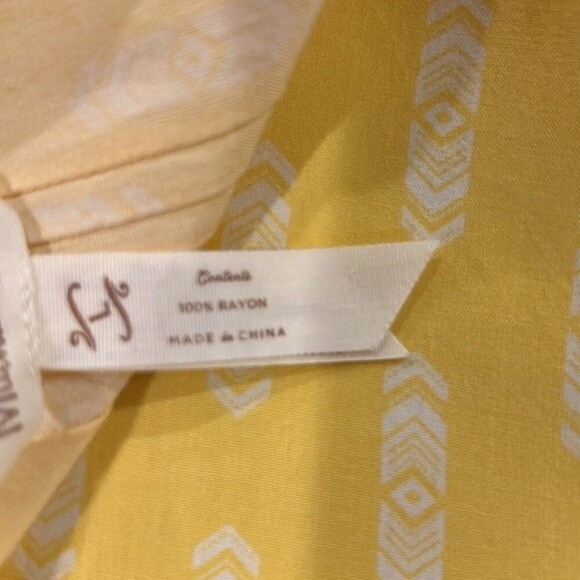 L
Contents
100% RAYON
MADE in CHINA